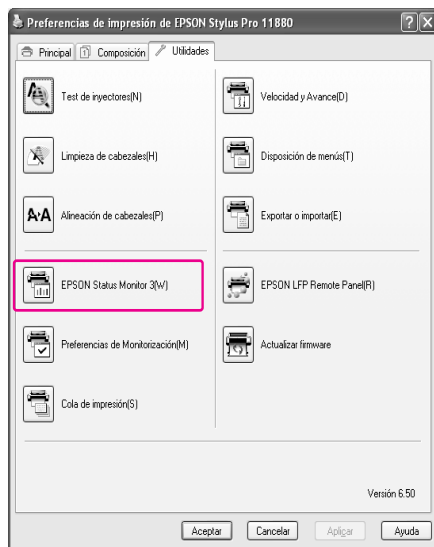 Preferencias de impresión de EPSON Stylus Pro 11880
Principal Composición Utilidades
Test de inyectores(N)
Velocidad y Avance(D)
Limpieza de cabezales(H)
Disposición de menús(T)
Alineación de cabezales(P)
Exportar o importar(E)
EPSON Status Monitor 3(W)
EPSON LFP Remote Panel(R)
Preferencias de Monitorización(M)
Actualizar firmware
Cola de impresión(S)
Versión 6.50
Aceptar Cancelar Aplicar Ayuda